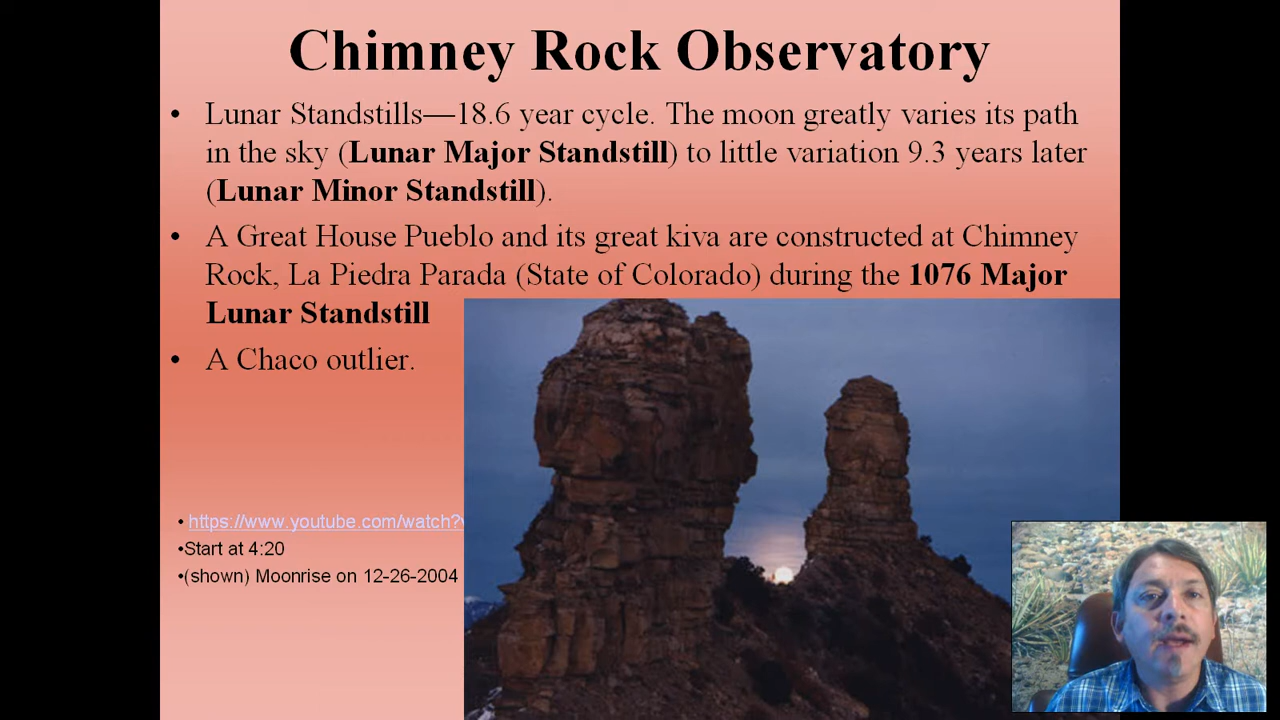 Chimney Rock Observatory
• Lunar Standstills—18.6 year cycle. The moon greatly varies its path
in the sky (Lunar Major Standstill) to little variation 9.3 years later
(Lunar Minor Standstill).
• A Great House Pueblo and its great kiva are constructed at Chimney
Rock, La Piedra Parada (State of Colorado) during the 1076 Major
Lunar Standstill
• A Chaco outlier.
• https://www.youtube.com/watch?v
•Start at 4:20
•(shown) Moonrise on 12-26-2004